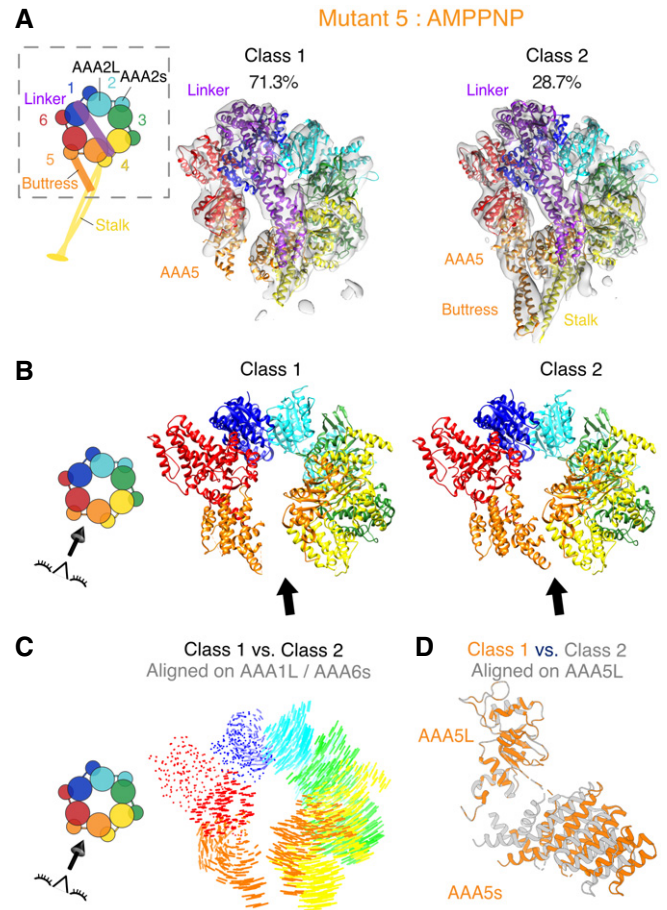 A
Mutant 5 : AMPPNP
Class 1
71.3%
Class 2
28.7%
AAA2L
AAA2s
Linker
1
2
3
4
5
6
Buttress
Stalk
Linker
AAA5
AAA5
Buttress
Stalk
B
Class 1
Class 2
C
Class 1 vs. Class 2
Aligned on AAA1L / AAA6s
D
Class 1 vs. Class 2
Aligned on AAA5L
AAA5L
AAA5s